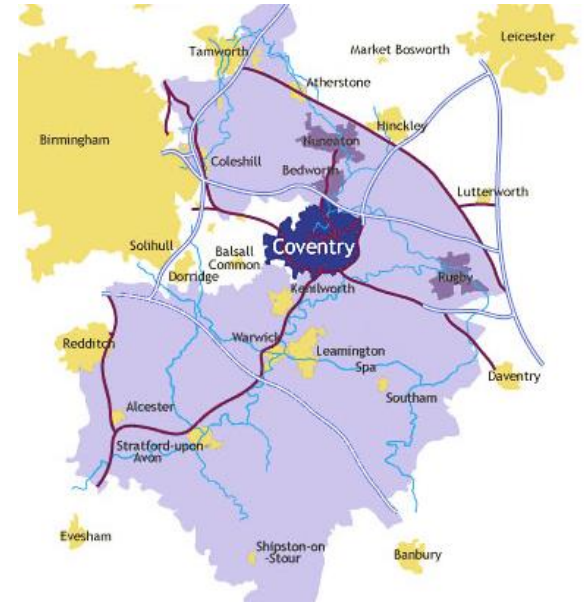 Leicester
Tamworth
Market Bosworth
Atherstone
Hinckley
Birmingham
Nuneaton
Coleshill
Bedworth
Lutterworth
Coventry
Solihull
Balsall
Common
Dorridge
Rugby
Kenilworth
Redditch
Warwick
Leamington
Spa
Daventry
Alcester
Southam
Stratford-upon
Avon
Evesham
Shipston-on
-Stour
Banbury